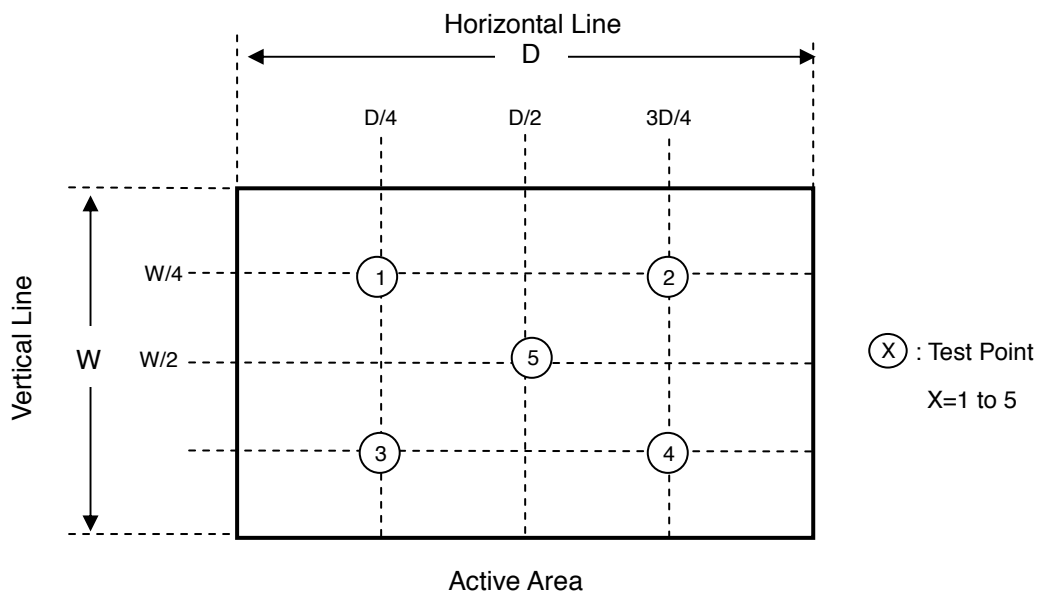 Horizontal Line
D
D/4 D/2 3D/4
W/4
1 2
Vertical Line
W
W/2
5
X : Test Point
X=1 to 5
3 4
Active Area